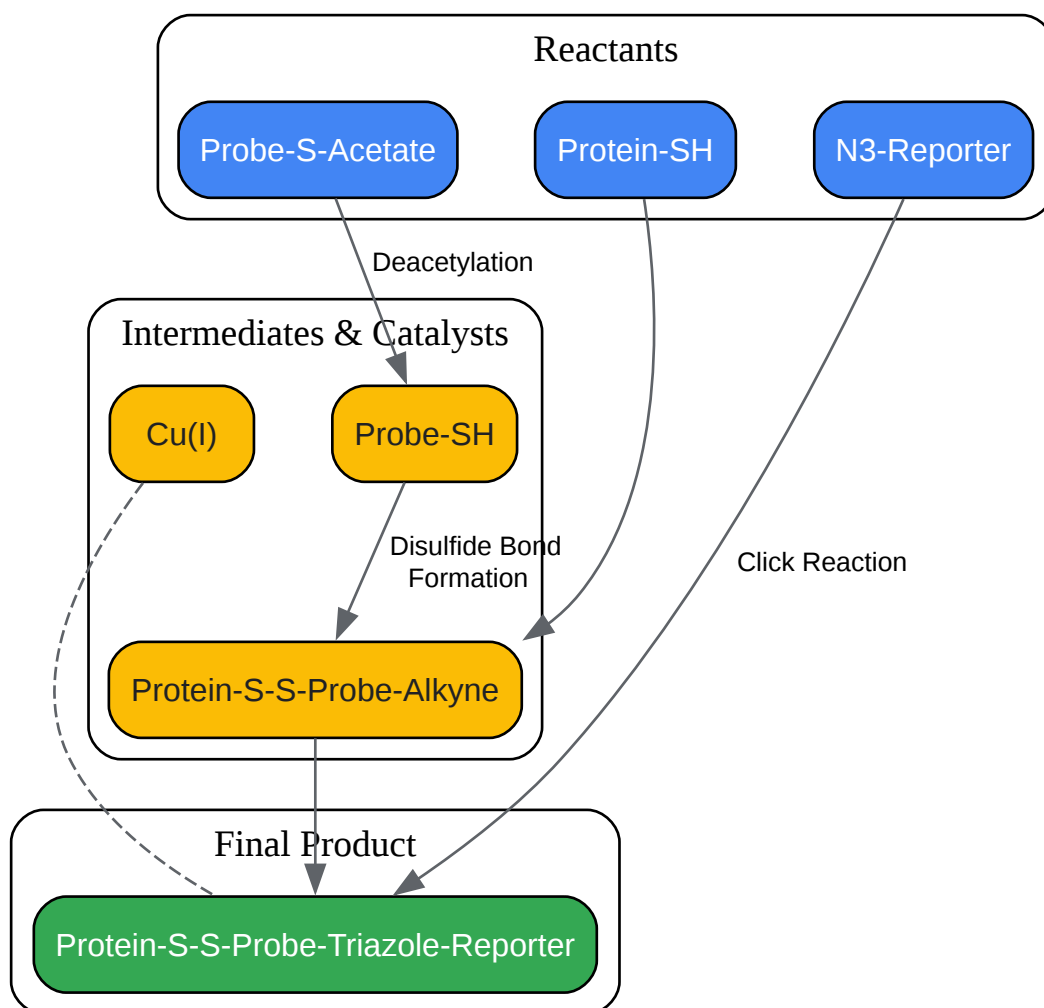 Reactants
Probe-S-Acetate
Protein-SH
N3-Reporter
Deacetylation
Intermediates & Catalysts
Cu(I)
Probe-SH
Disulfide Bond
Formation
Click Reaction
Protein-S-S-Probe-Alkyne
Final Product
Protein-S-S-Probe-Triazole-Reporter